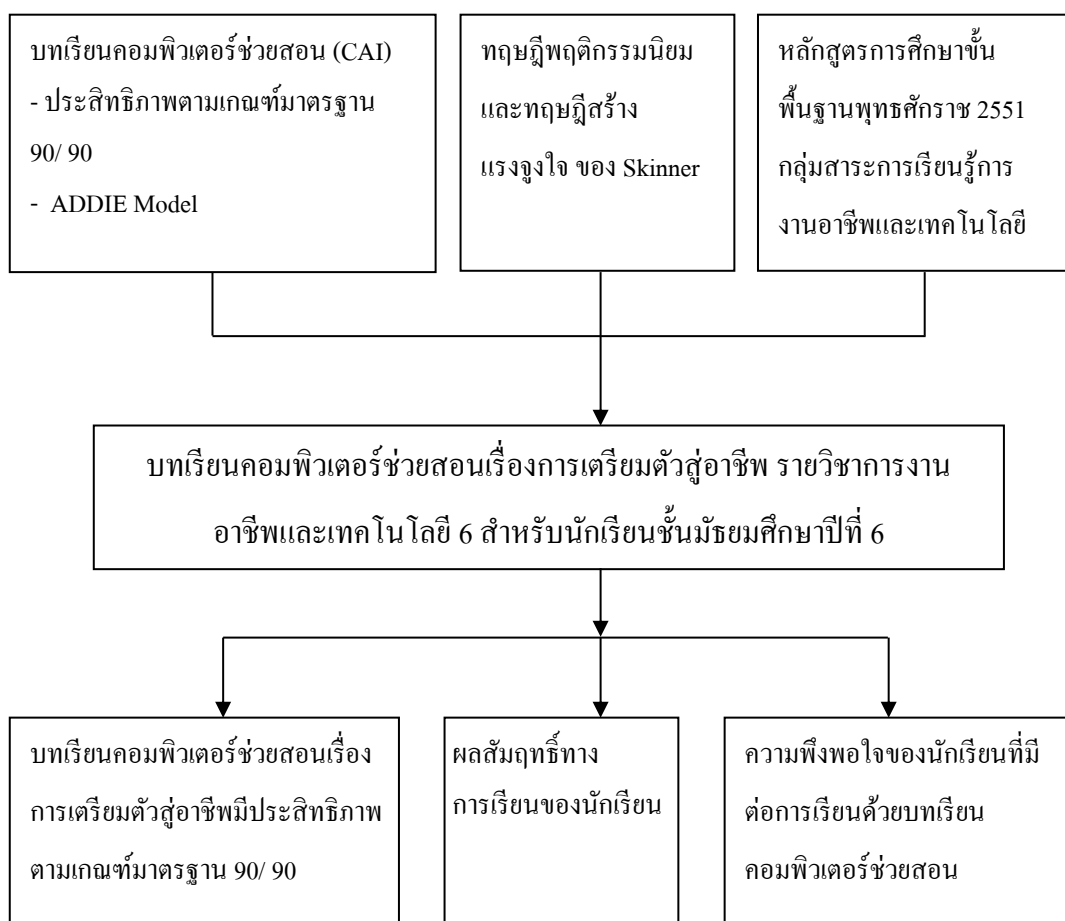 บทเรียนคอมพิวเตอร์ช่วยสอน (CAI)
- ประสิทธิภาพตามเกณฑ์มาตรฐาน
90/ 90
- ADDIE Model
ทฤษฎีพฤติกรรมนิยม
และทฤษฎีสร้าง
แรงจูงใจ ของ Skinner
หลักสูตรการศึกษาขั้น
พื้นฐานพุทธศักราช 2551
กลุ่มสาระการเรียนรู้การ
งานอาชีพและเทคโนโลยี
บทเรียนคอมพิวเตอร์ช่วยสอนเรื่องการเตรียมตัวสู่อาชีพ รายวิชาการงาน
อาชีพและเทคโนโลยี 6 สำหรับนักเรียนชั้นมัธยมศึกษาปีที่ 6
บทเรียนคอมพิวเตอร์ช่วยสอนเรื่อง
การเตรียมตัวสู่อาชีพมีประสิทธิภาพ
ตามเกณฑ์มาตรฐาน 90/ 90
ผลสัมฤทธิ์ทาง
การเรียนของนักเรียน
ความพึงพอใจของนักเรียนที่มี
ต่อการเรียนด้วยบทเรียน
คอมพิวเตอร์ช่วยสอน